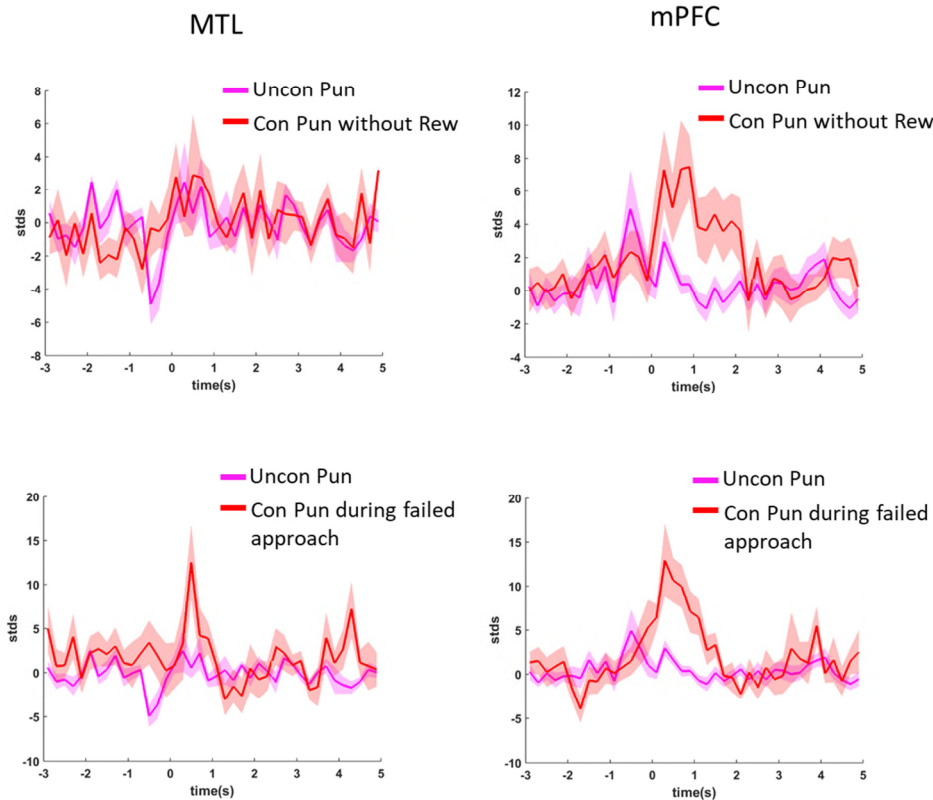 MTL
mPFC
Uncon Pun
Con Pun without Rew
8
6
4
2
0
-2
-4
-6
-8
stds
-3 -2 -1 0 1 2 3 4 5
time(s)
Uncon Pun
Con Pun without Rew
12
10
8
6
4
2
0
-2
-4
stds
-3 -2 -1 0 1 2 3 4 5
time(s)
Uncon Pun
Con Pun during failed
approach
20
15
10
5
0
-5
-10
stds
-3 -2 -1 0 1 2 3 4 5
time(s)
Uncon Pun
Con Pun during failed
approach
20
15
10
5
0
-5
-10
stds
-3 -2 -1 0 1 2 3 4 5
time(s)